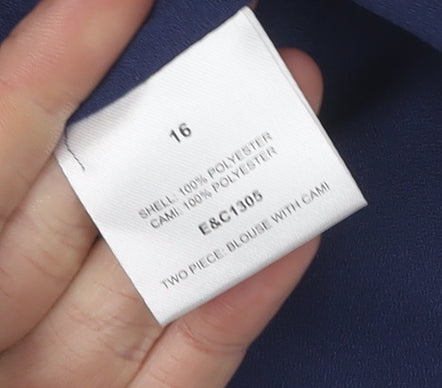 16
SHELL: 100% POLYESTER
CAMI: 100% POLYESTER
E&C1305
TWO PIECE: BLOUSE WITH CAMI